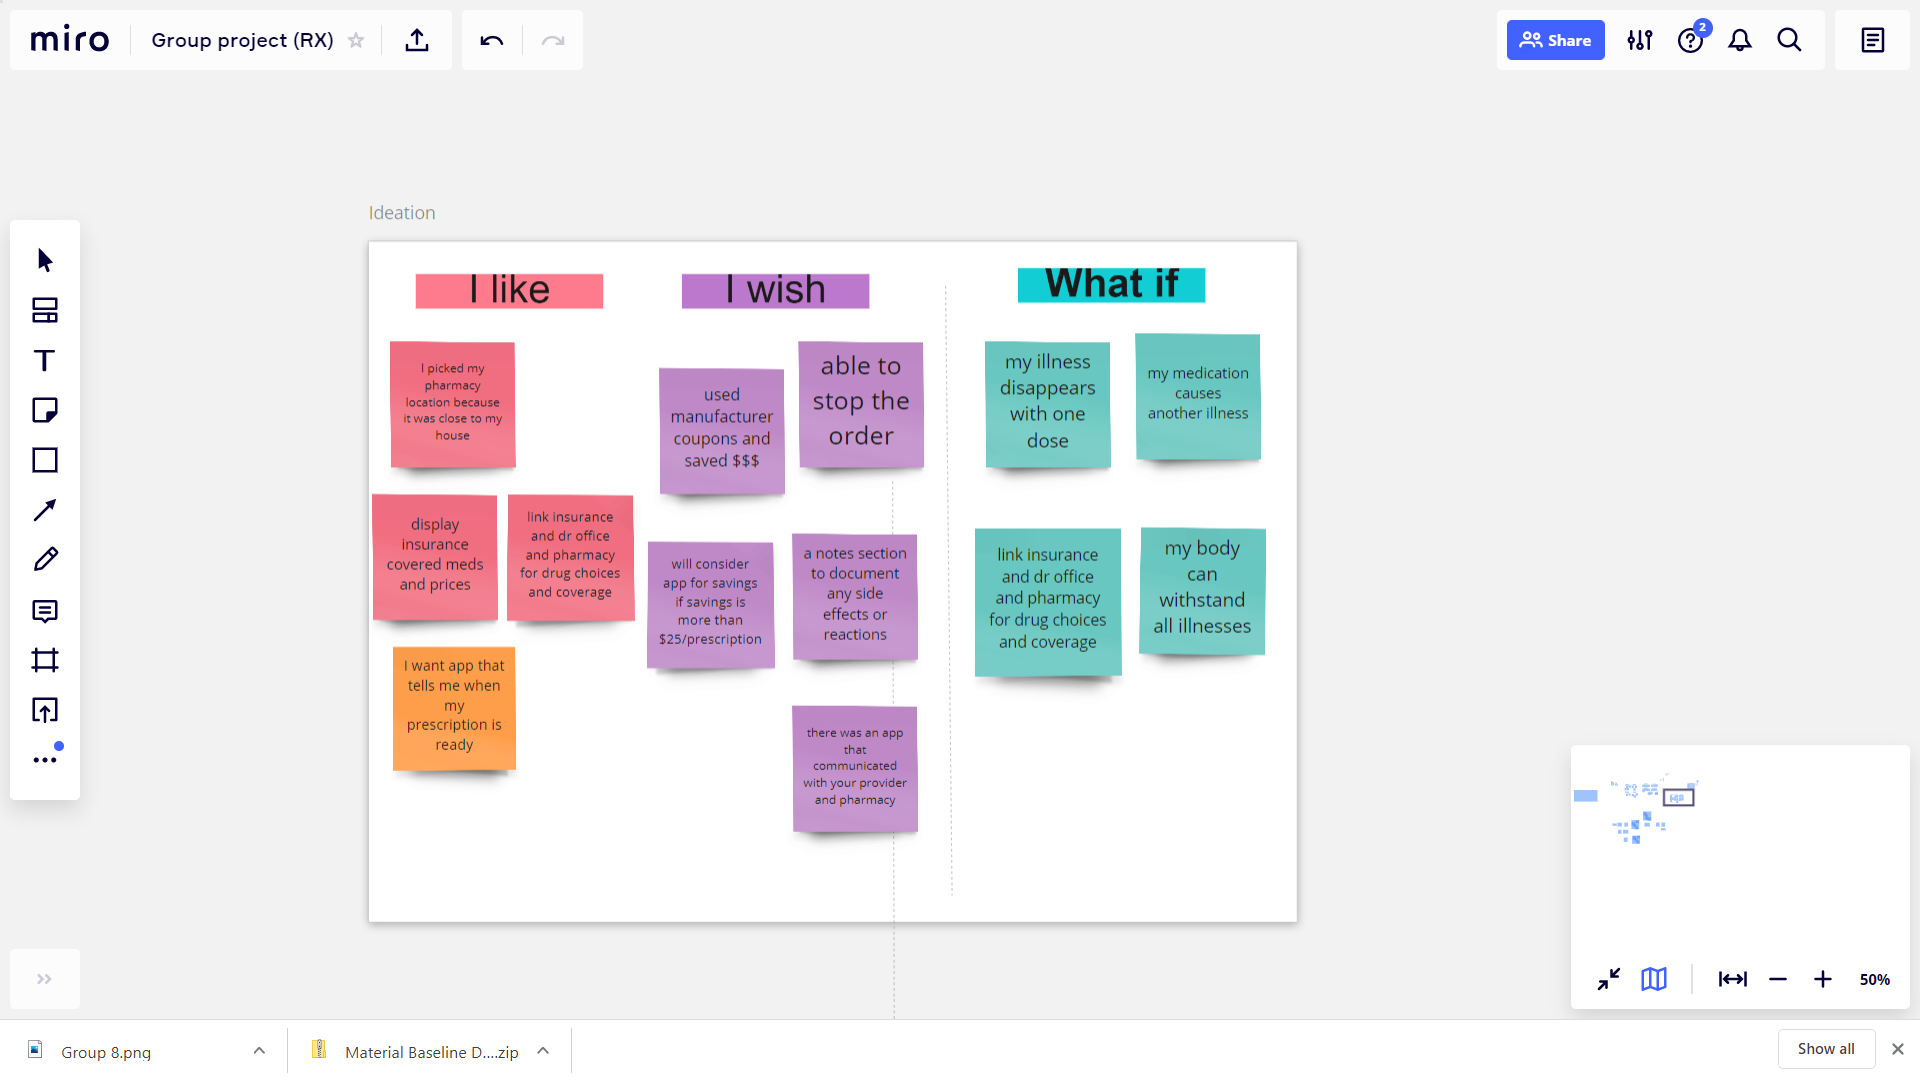 miro
Group project (RX)
Share
2
Ideation
I like
I wish
What if
I picked my
pharmacy
location because
it was close to my
house
used
manufacturer
coupons and
saved $$$
able to
stop the
order
my illness
disappears
with one
dose
my medication
causes
another illness
display
insurance
covered meds
and prices
link insurance
and dr office
and pharmacy
for drug choices
and coverage
will consider
app for savings
if savings is
more than
$25/prescription
a notes section
to document
any side
effects or
reactions
link insurance
and dr office
and pharmacy
for drug choices
and coverage
my body
can
withstand
all illnesses
I want app that
tells me when
my
prescription is
ready
there was an app
that
communicated
with your provider
and pharmacy
50%
Group 8.png
Material Baseline D....zip
Show all